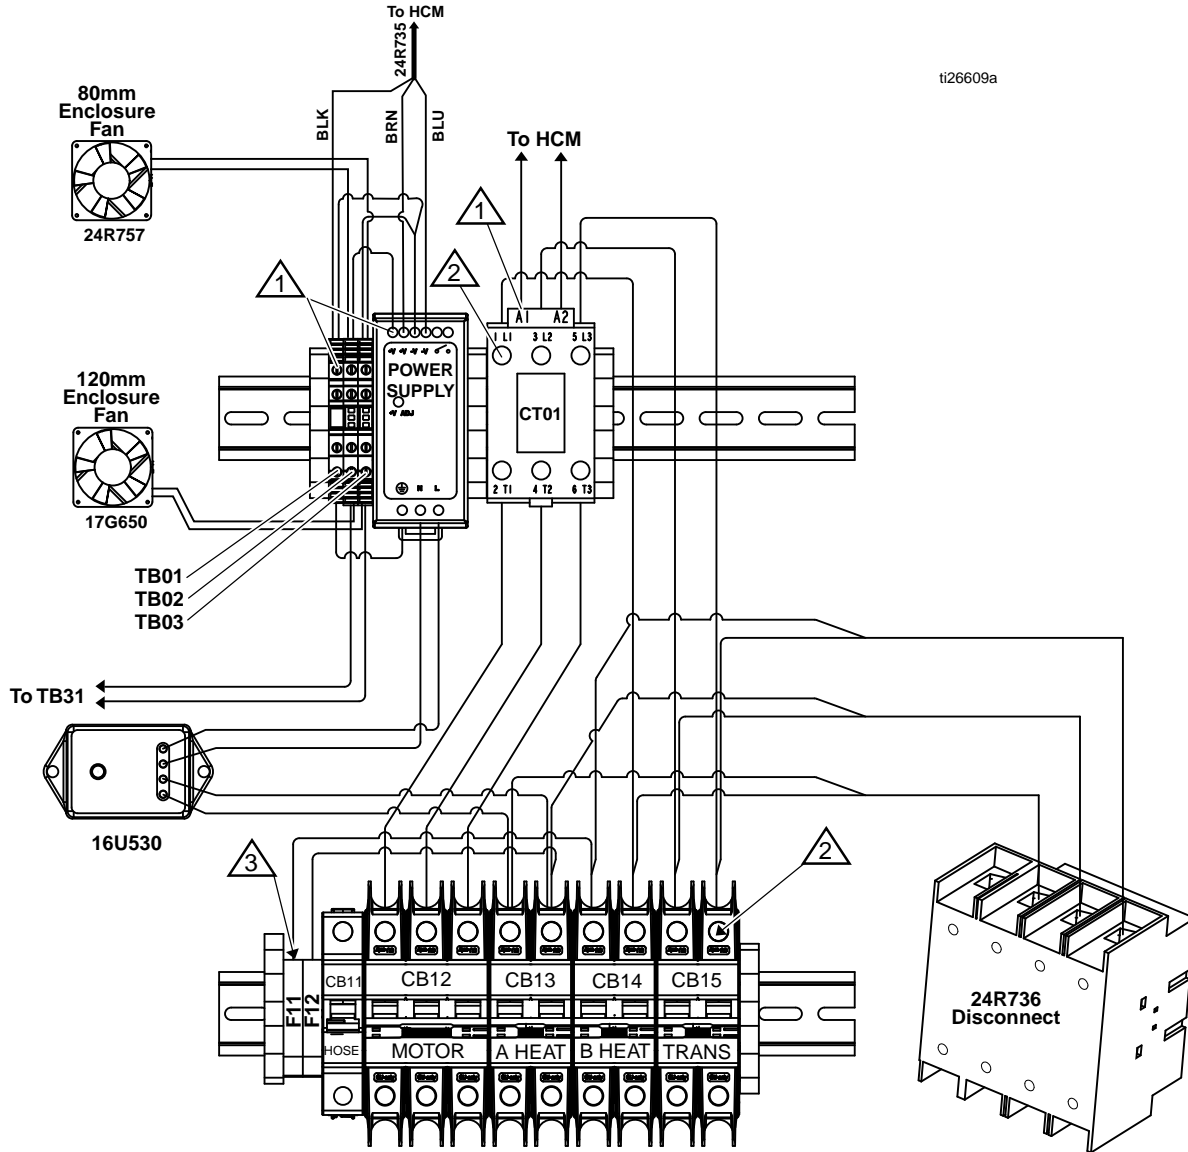 To HCM
24R735
ti26609a
80mm
Enclosure
Fan
BLK
BRN
BLU
To HCM
24R757
1
2
1
A1 A2
1 L1 3 L2 5 L3
POWER
SUPPLY
+V ADJ
CT01
120mm
Enclosure
Fan
N L
2 T1 4 T2 6 T3
17G650
TB01
TB02
TB03
To TB31
16U530
3
2
F11
F12
CB11
CB12
CB13
CB14
CB15
HOSE
MOTOR
A HEAT
B HEAT
TRANS
24R736
Disconnect